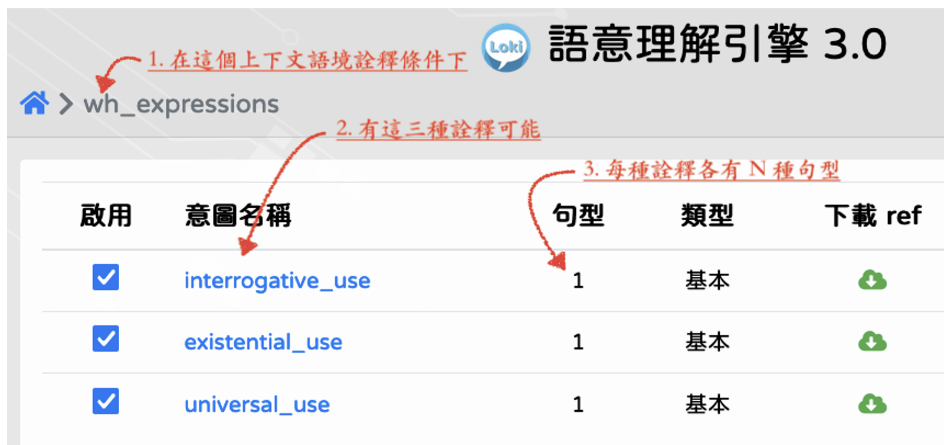 Loki
語意理解引擎 3.0
1. 在這個上下文語境詮釋條件下
wh_expressions
2. 有這三種詮釋可能
3. 每種詮釋各有 N 種句型
啟用 意圖名稱 句型 類型 下載 ref
interrogative_use 1 基本
existential_use 1 基本
universal_use 1 基本